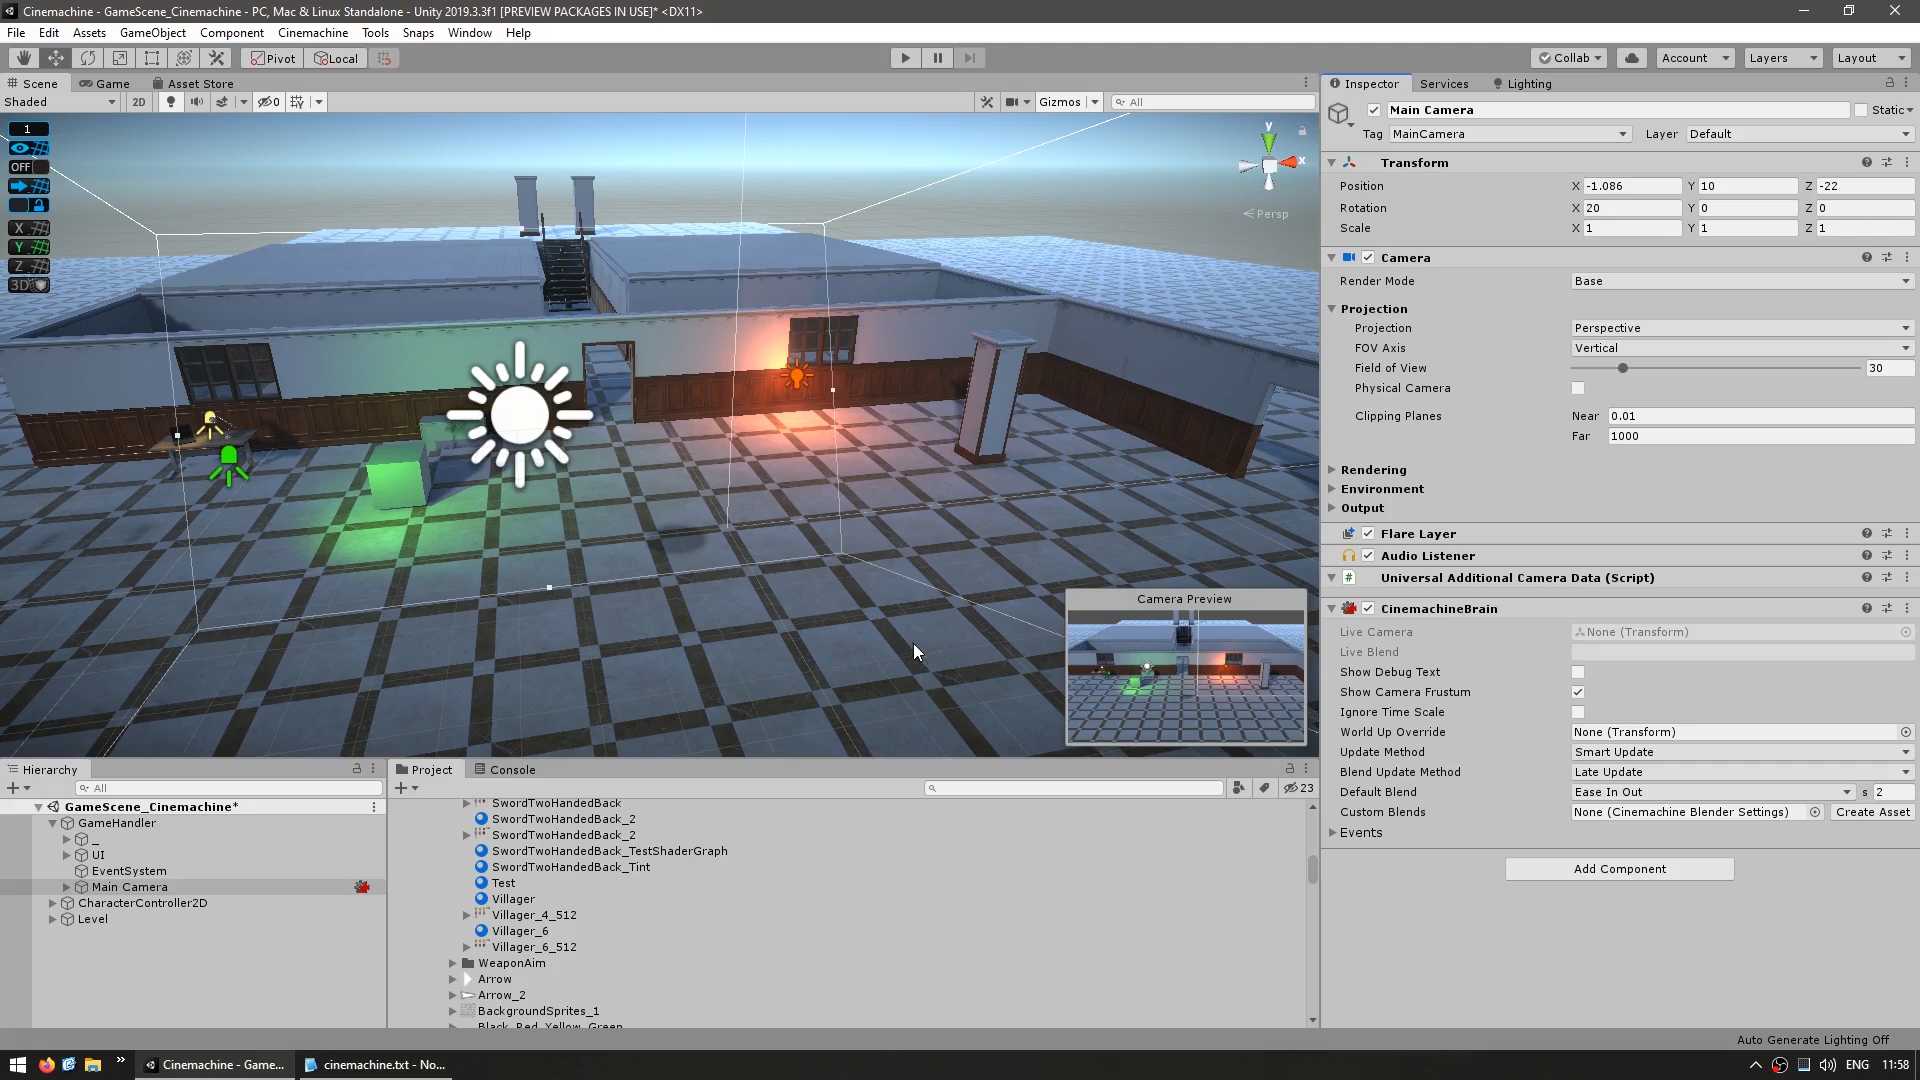 Cinemachine - GameScene_Cinemachine - PC, Mac & Linux Standalone - Unity 2019.3.3f1 [PREVIEW PACKAGES IN USE]* <DX11>
File Edit Assets GameObject Component Cinemachine Tools Snaps Window Help
Pivot Local Collab Account Layers Layout
Scene Game Asset Store
Shaded 2D 0 Gizmos All
1
OFF
X
Y
Z
3D
y
x
Persp
Camera Preview
Inspector Services Lighting
Main Camera Static
Tag MainCamera Layer Default
Transform
Position X -1.086 Y 10 Z -22
Rotation X 20 Y 0 Z 0
Scale X 1 Y 1 Z 1
Camera
Render Mode Base
Projection
Projection Perspective
FOV Axis Vertical
Field of View 30
Physical Camera
Clipping Planes Near 0.01
Far 1000
Rendering
Environment
Output
Flare Layer
Audio Listener
# Universal Additional Camera Data (Script)
CinemachineBrain
Live Camera None (Transform)
Live Blend
Show Debug Text
Show Camera Frustum
Ignore Time Scale
World Up Override None (Transform)
Update Method Smart Update
Blend Update Method Late Update
Default Blend Ease In Out s 2
Custom Blends None (Cinemachine Blender Settings) Create Asset
Events
Add Component
Hierarchy
All
GameScene_Cinemachine*
GameHandler
_
UI
EventSystem
Main Camera
CharacterController2D
Level
Project Console
23
SwordTwoHandedBack
SwordTwoHandedBack_2
SwordTwoHandedBack_2
SwordTwoHandedBack_TestShaderGraph
SwordTwoHandedBack_Tint
Test
Villager
Villager_4_512
Villager_6
Villager_6_512
WeaponAim
Arrow
Arrow_2
BackgroundSprites_1
Black_Red_Yellow_Green
Auto Generate Lighting Off
Cinemachine - Game... cinemachine.txt - No... ENG 11:58